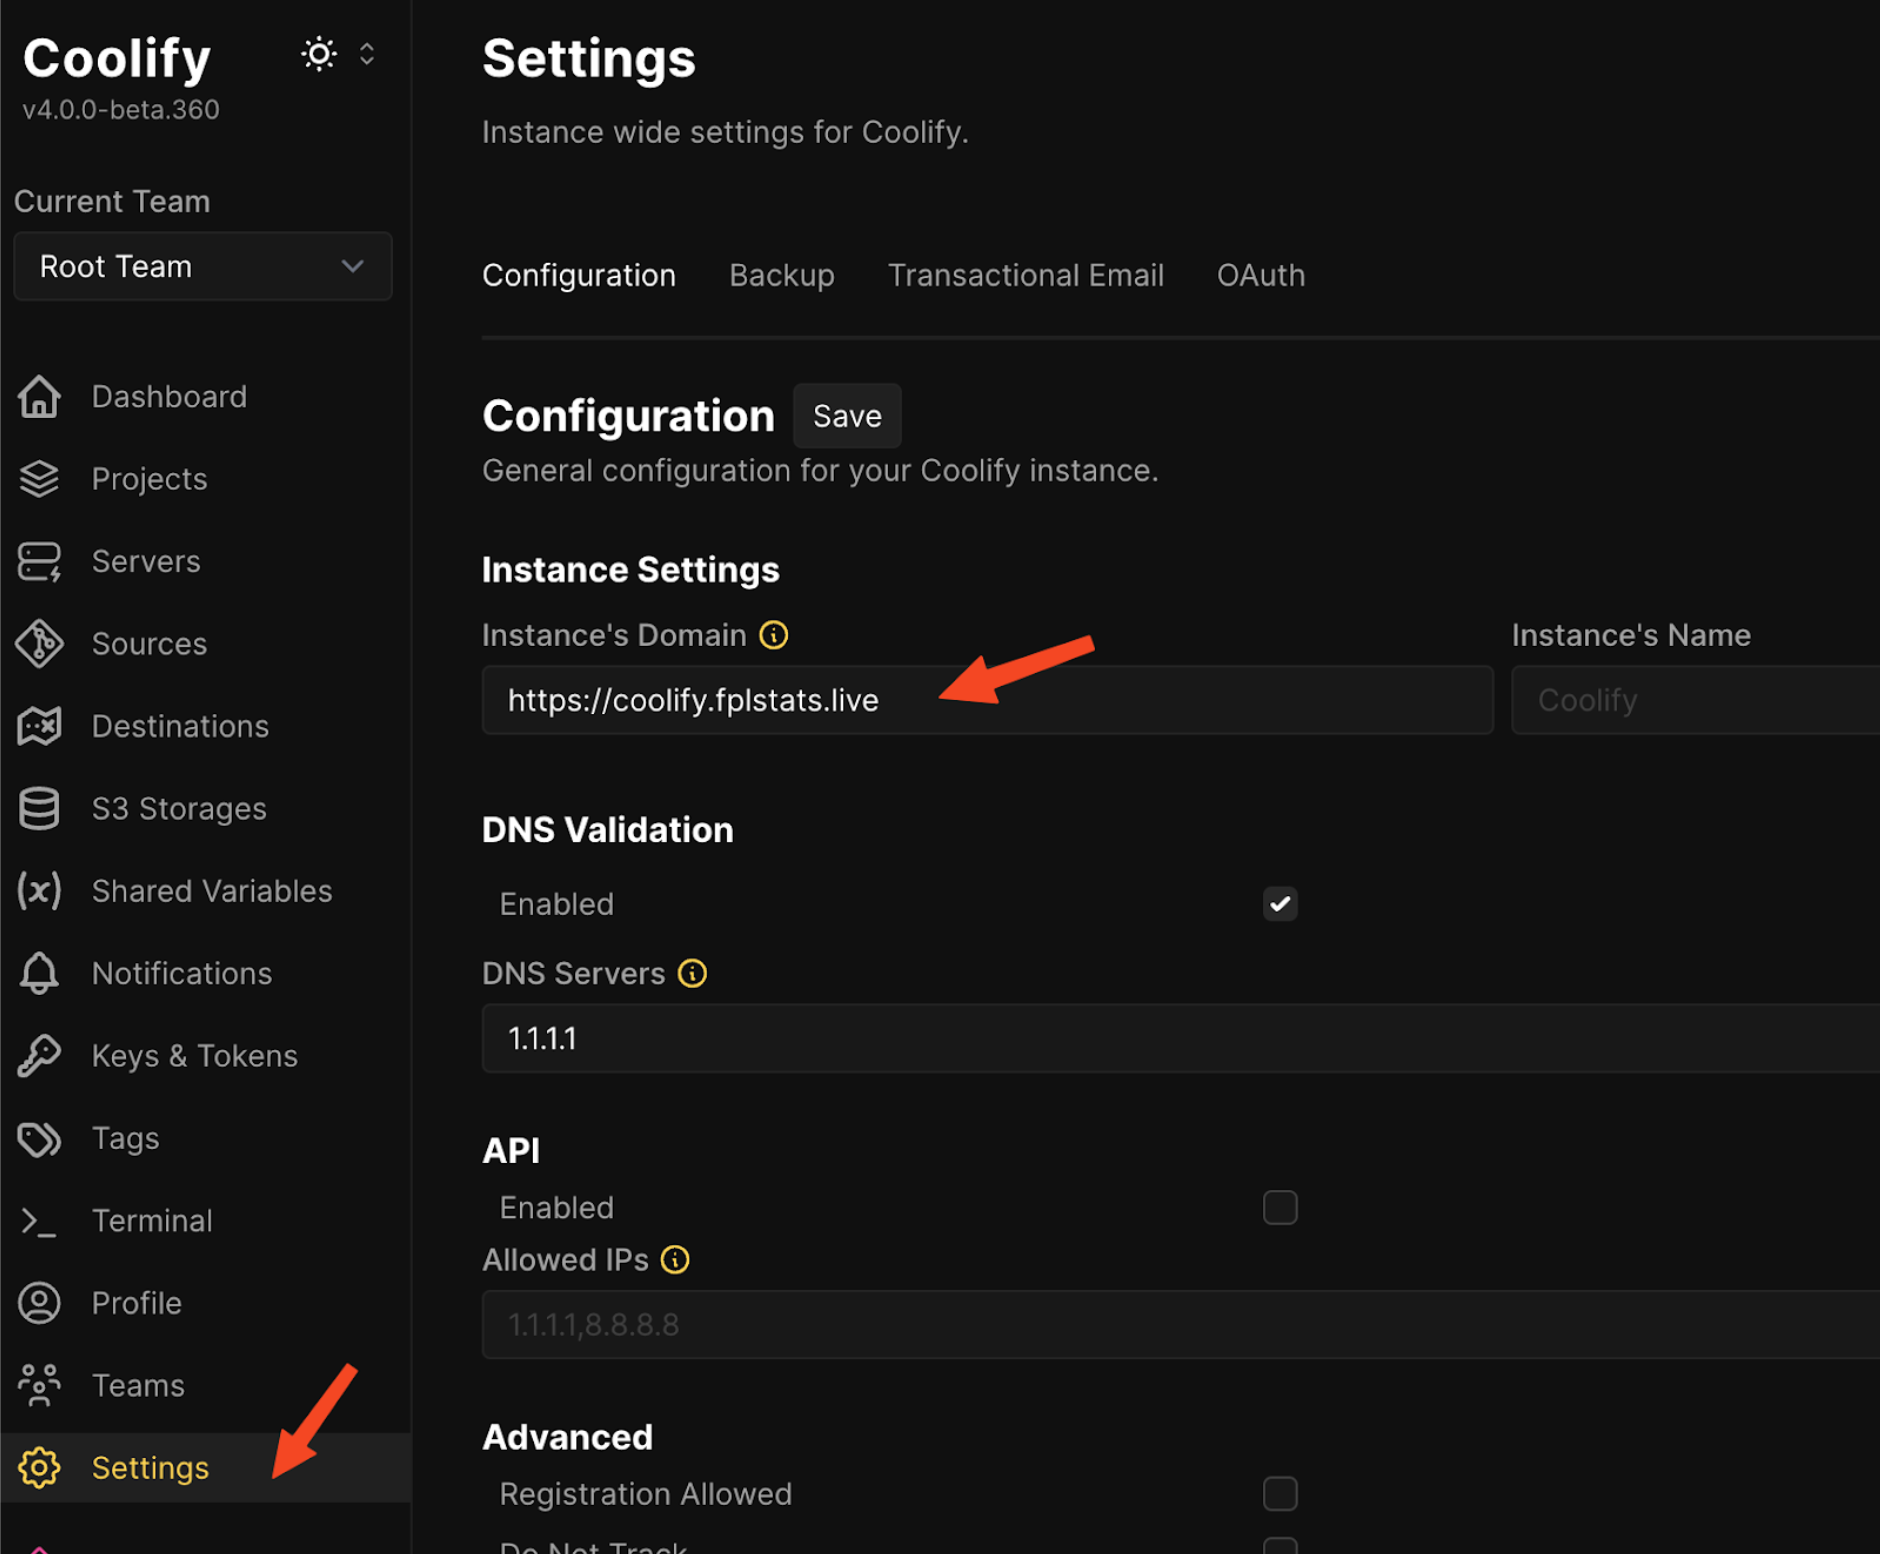 Coolify
v4.0.0-beta.360
Current Team
Root Team
Dashboard
Projects
Servers
Sources
Destinations
S3 Storages
Shared Variables
Notifications
Keys & Tokens
Tags
Terminal
Profile
Teams
Settings
Settings
Instance wide settings for Coolify.
Configuration Backup Transactional Email OAuth
Configuration Save
General configuration for your Coolify instance.
Instance Settings
Instance's Domain Instance's Name
https://coolify.fplstats.live Coolify
DNS Validation
Enabled
DNS Servers
1.1.1.1
API
Enabled
Allowed IPs
1.1.1.1,8.8.8.8
Advanced
Registration Allowed
Do Not Track